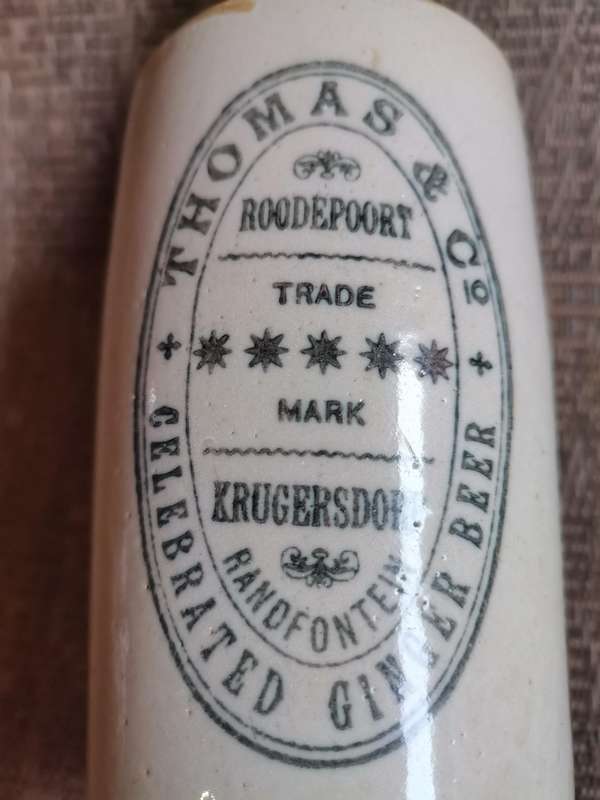 THOMAS & Cº
ROODEPOORT
TRADE
MARK
KRUGERSDORP
RANDFONTEIN
CELEBRATED GINGER BEER